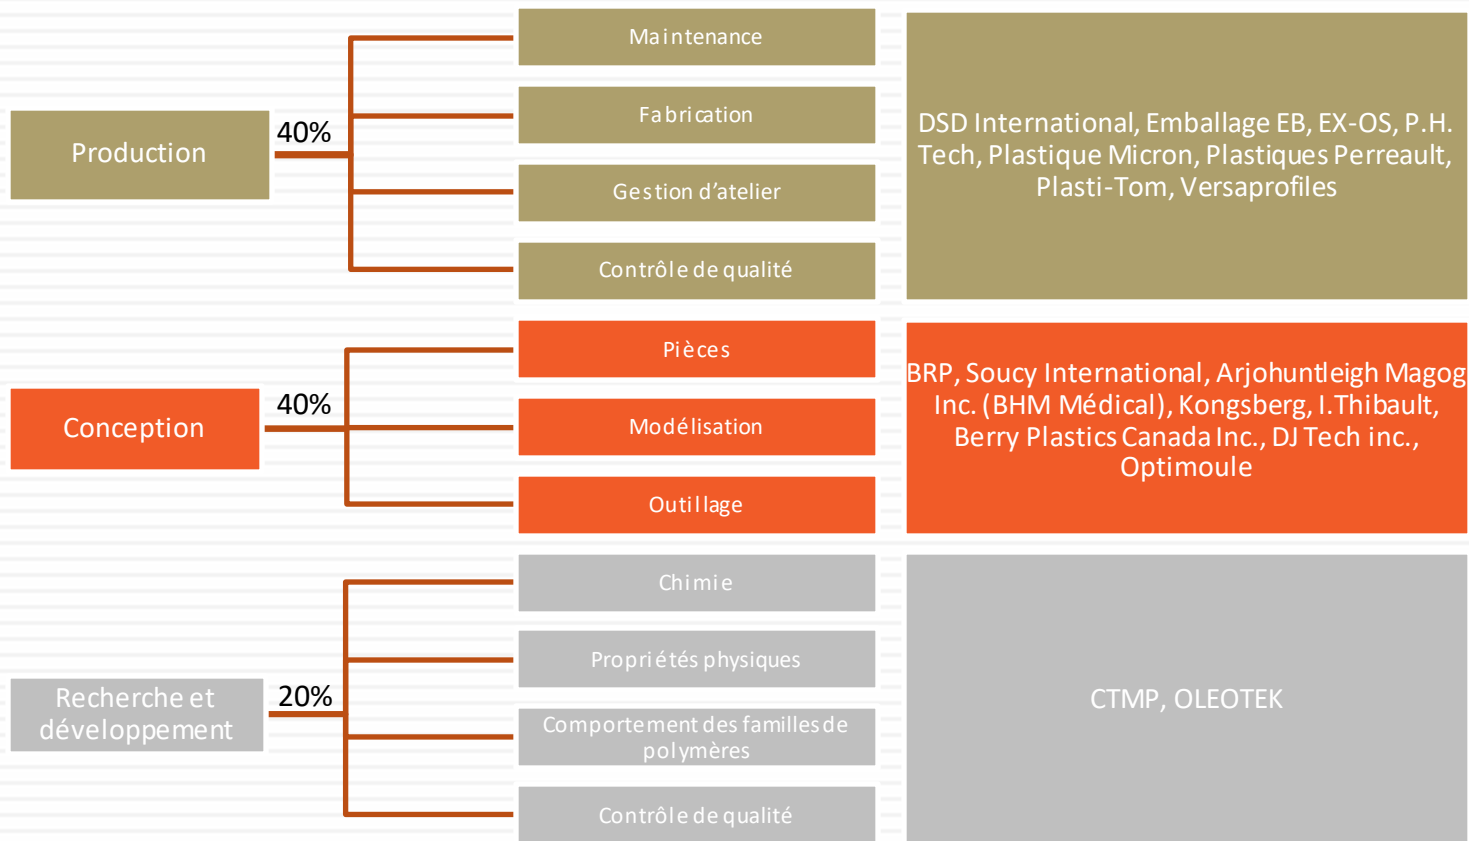 Production
40%
Maintenance
Fabrication
Gestion d'atelier
Contrôle de qualité
DSD International, Emballage EB, EX-OS, P.H.
Tech, Plastique Micron, Plastiques Perreault,
Plasti-Tom, Versaprofiles
Conception
40%
Pièces
Modélisation
Outillage
BRP, Soucy International, Arjohuntleigh Magog
Inc. (BHM Médical), Kongsberg, I.Thibault,
Berry Plastics Canada Inc., DJ Tech inc.,
Optimoule
Recherche et
développement
20%
Chimie
Propriétés physiques
Comportement des familles de
polymères
Contrôle de qualité
CTMP, OLEOTEK